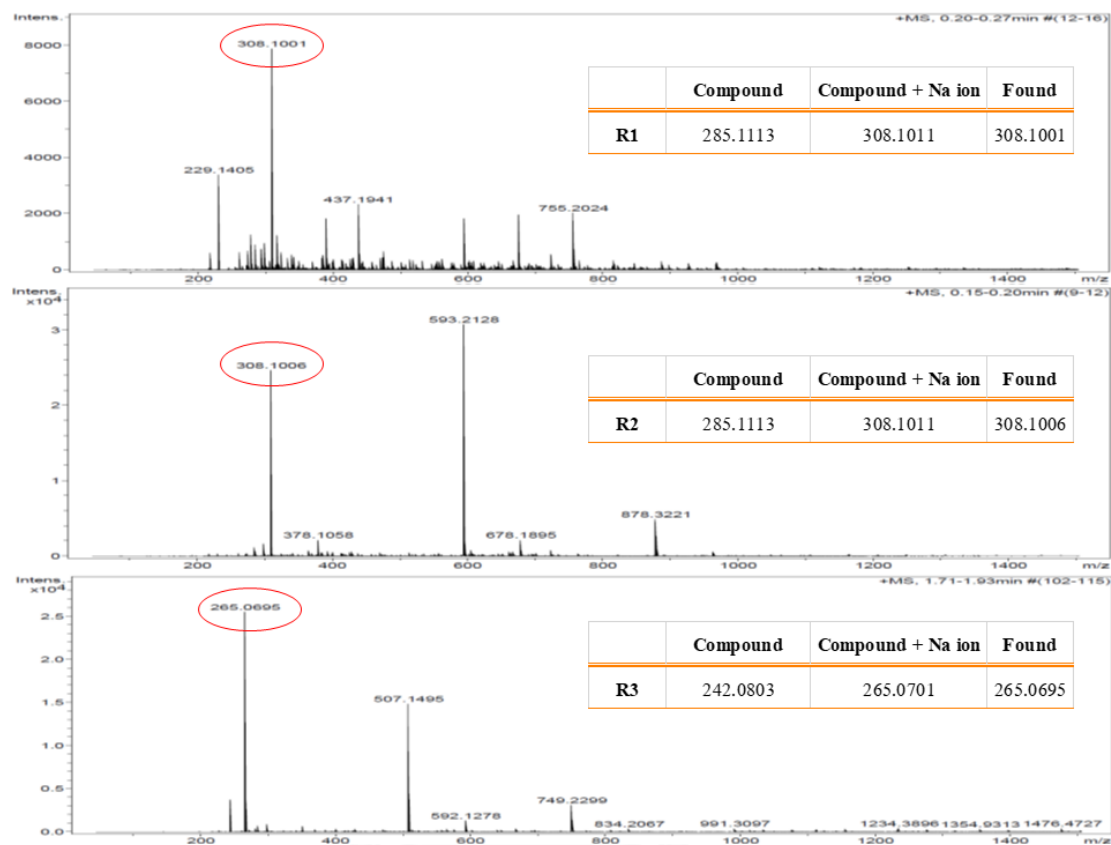 Intens.
+MS, 0.20-0.27min #(12-16)
308.1001
8000
Compound Compound + Na ion Found
6000
R1 285.1113 308.1011 308.1001
4000
229.1405
437.1941
755.2024
2000
0
200 400 600 800 1000 1200 1400 m/z
Intens.
x10⁴
+MS, 0.15-0.20min #(9-12)
593.2128
3
308.1006
Compound Compound + Na ion Found
2
R2 285.1113 308.1011 308.1006
1
878.3221
378.1058
678.1895
0
200 400 600 800 1000 1200 1400 m/z
Intens.
x10⁴
+MS, 1.71-1.93min #(102-115)
265.0695
2.5
Compound Compound + Na ion Found
2.0
R3 242.0803 265.0701 265.0695
507.1495
1.5
1.0
0.5
749.2299
592.1278
834.2067
991.3097
1234.3896
1354.9313
1476.4727
0.0
200 400 600 800 1000 1200 1400 m/z